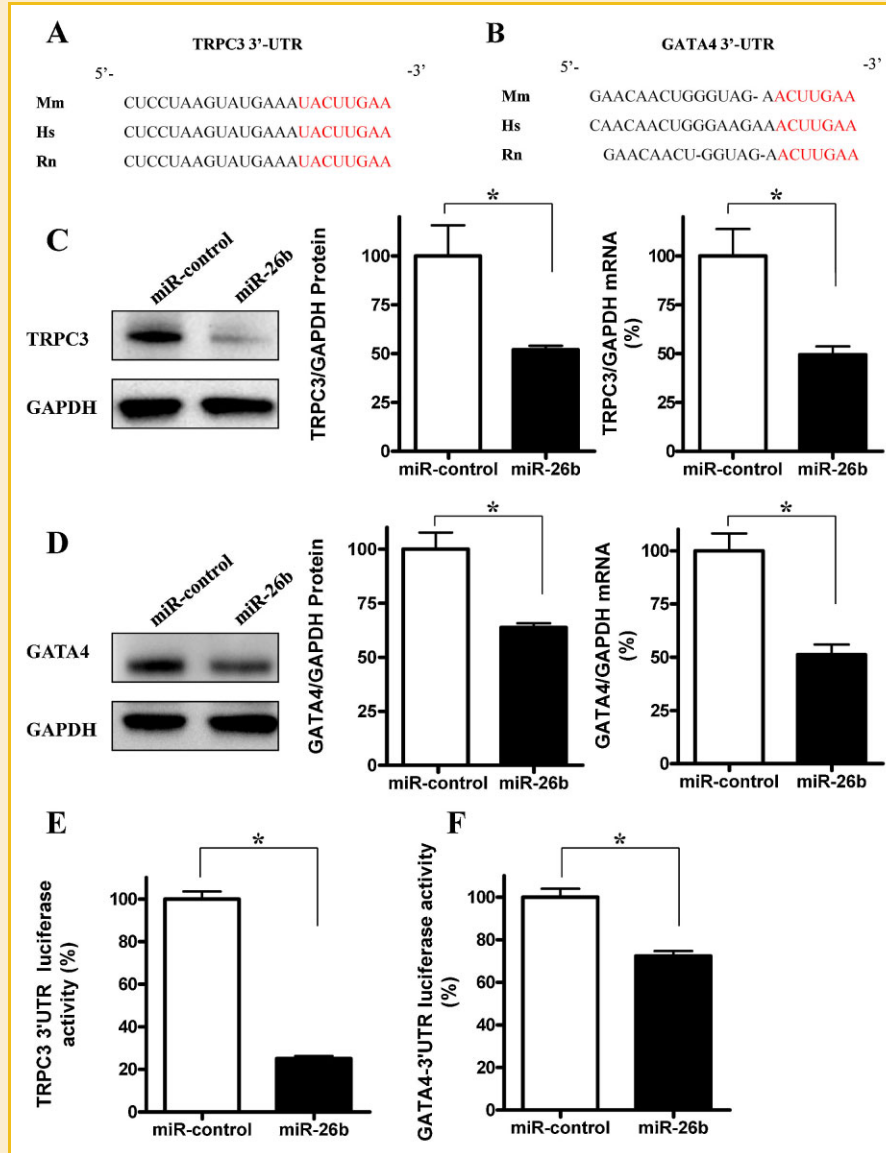 A
TRPC3 3’-UTR
5’- -3’
Mm CUCCUAAGUAUGAAAUACUUGAA
Hs CUCCUAAGUAUGAAAUACUUGAA
Rn CUCCUAAGUAUGAAAUACUUGAA
B
GATA4 3’-UTR
5’- -3’
Mm GAACAACUGGGUAG- AACUUGAA
Hs CAACAACUGGGAAGAAACUUGAA
Rn GAACAACU-GGUAG-AACUUGAA
C
miR-control
miR-26b
TRPC3
GAPDH
TRPC3/GAPDH Protein
100
75
50
25
0
*
miR-control miR-26b
TRPC3/GAPDH mRNA
(%)
100
75
50
25
0
*
miR-control miR-26b
D
miR-control
miR-26b
GATA4
GAPDH
GATA4/GAPDH Protein
100
75
50
25
0
*
miR-control miR-26b
GATA4/GAPDH mRNA
(%)
100
75
50
25
0
*
miR-control miR-26b
E
TRPC3 3'UTR luciferase
activity (%)
100
80
60
40
20
0
*
miR-control miR-26b
F
GATA4-3'UTR luciferase activity
(%)
100
80
60
40
20
0
*
miR-control miR-26b